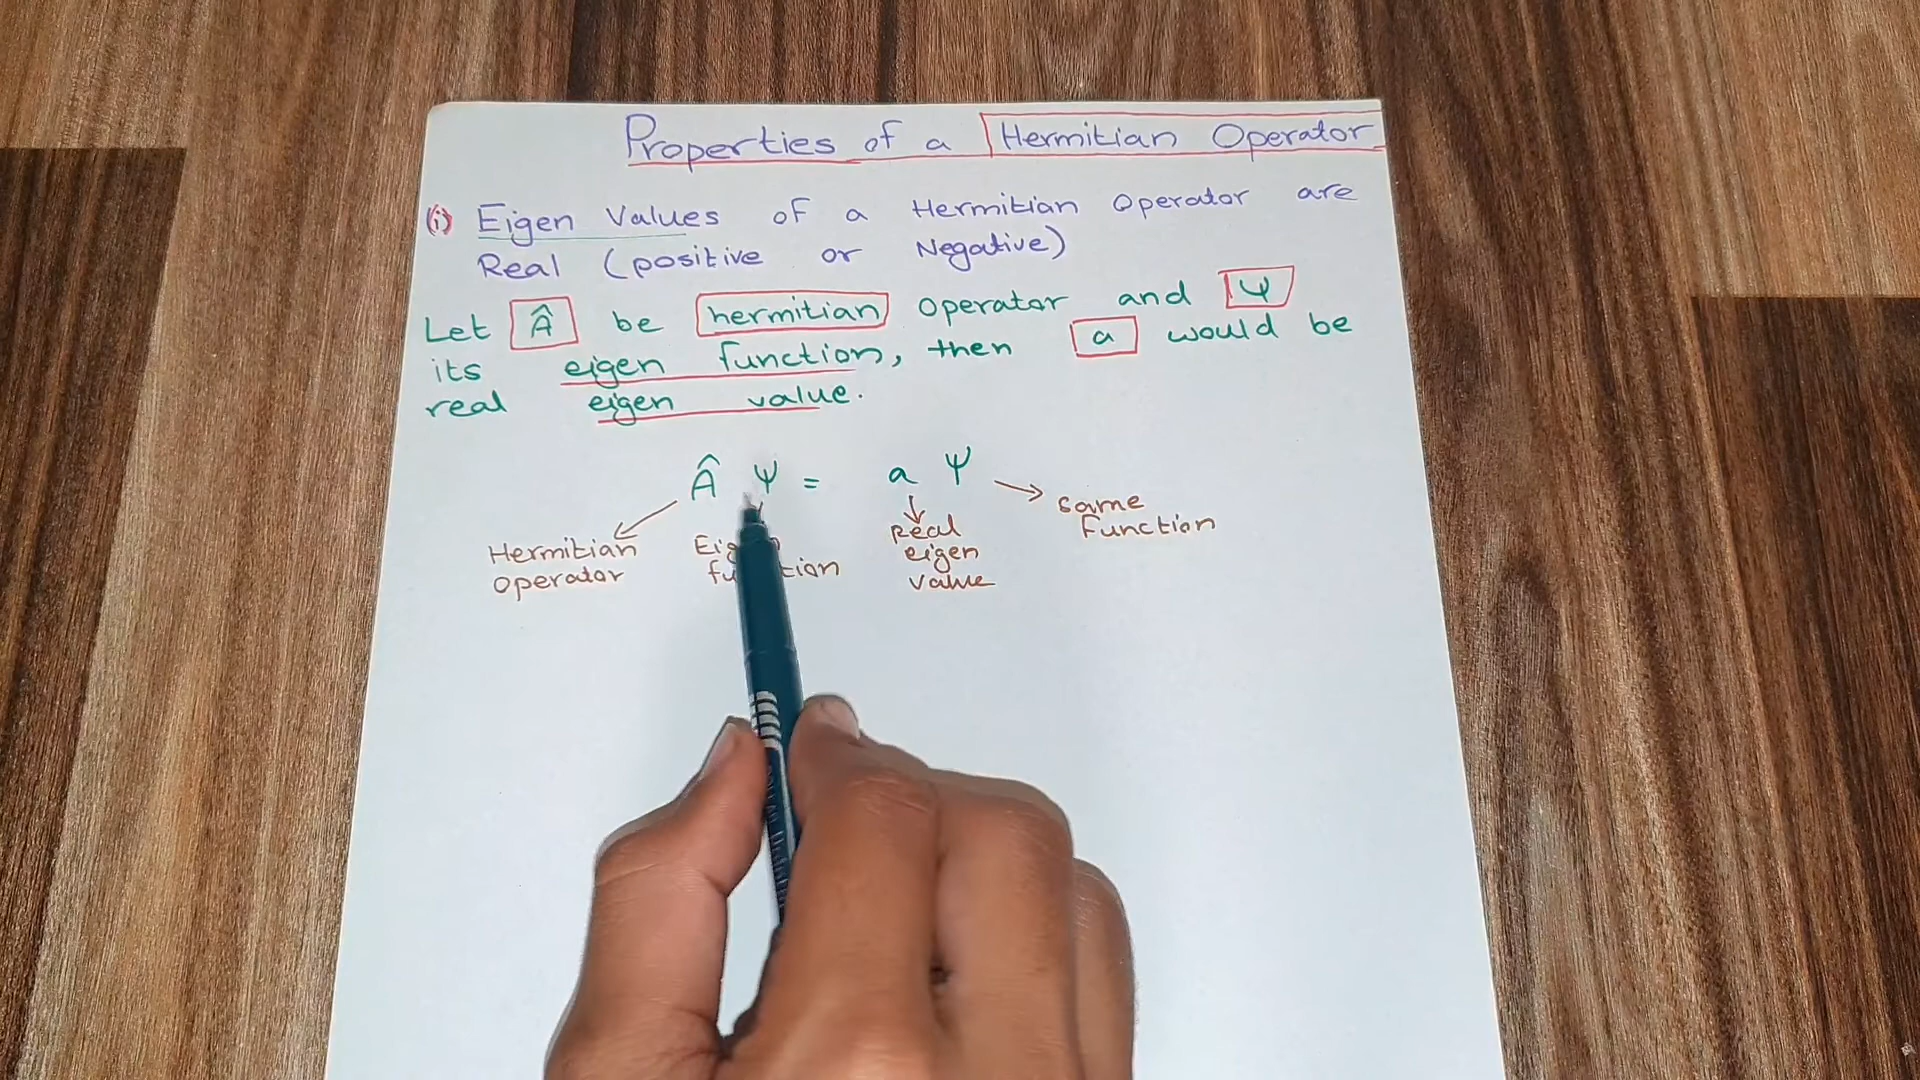 Properties of a Hermitian Operator
(i) Eigen Values of a Hermitian Operator are
Real (positive or Negative)
Let Â be hermitian operator and Ψ
its eigen function, then a would be
real eigen value.
Â Ψ = a Ψ
same
function
Hermitian
operator
function
Real
eigen
value